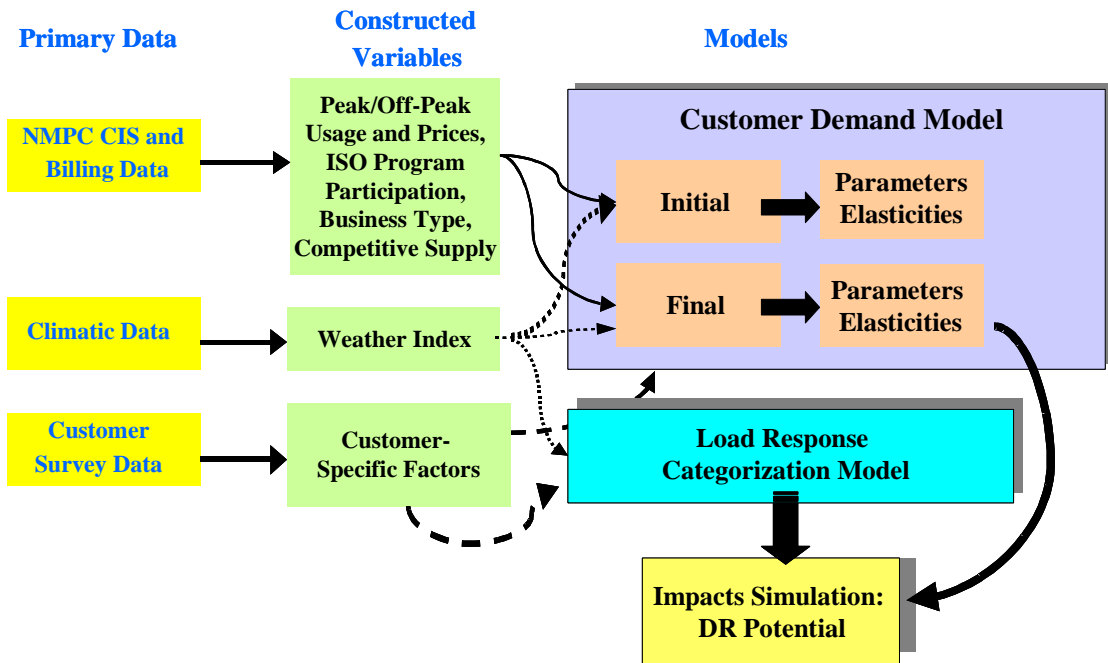 Primary Data
Constructed
Variables
Models
NMPC CIS and
Billing Data
Peak/Off-Peak
Usage and Prices,
ISO Program
Participation,
Business Type,
Competitive Supply
Customer Demand Model
Initial
Parameters
Elasticities
Final
Parameters
Elasticities
Climatic Data
Weather Index
Customer
Survey Data
Customer-
Specific Factors
Load Response
Categorization Model
Impacts Simulation:
DR Potential